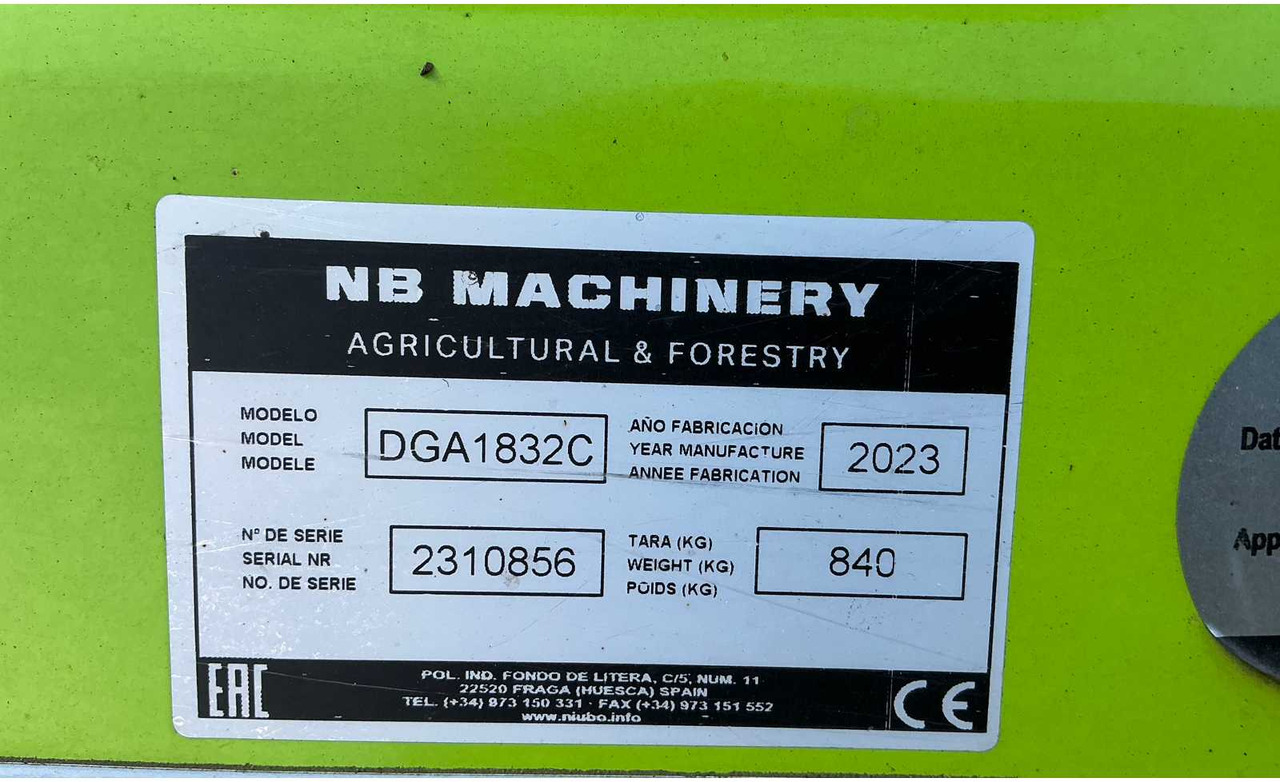 NB MACHINERY
AGRICULTURAL & FORESTRY
MODELO
MODEL
MODELE
DGA1832C
AÑO FABRICACION
YEAR MANUFACTURE
ANNEE FABRICATION
2023
Nº DE SERIE
SERIAL NR
NO. DE SERIE
2310856
TARA (KG)
WEIGHT (KG)
POIDS (KG)
840
EAC
POL. IND. FONDO DE LITERA, C/5, NUM. 11
22520 FRAGA (HUESCA) SPAIN
TEL. (+34) 973 150 331 · FAX (+34) 973 151 552
www.niubo.info
CE